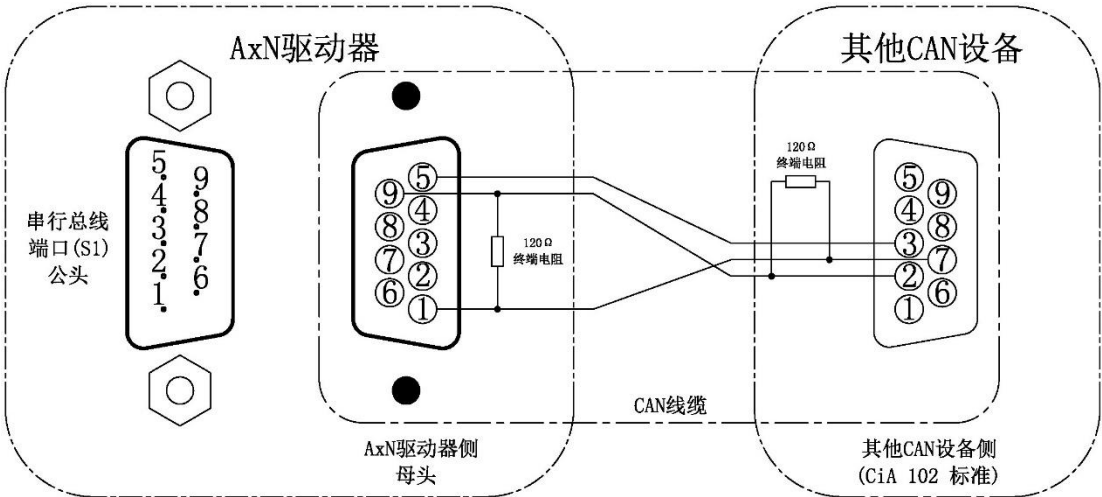 AxN驱动器
其他CAN设备
串行总线
端口(S1)
公头
5
4
3
2
1
9
8
7
6
9
8
7
6
5
4
3
2
1
120Ω
终端电阻
120Ω
终端电阻
5
4
3
2
1
9
8
7
6
CAN线缆
AxN驱动器侧
母头
其他CAN设备侧
(CiA 102 标准)